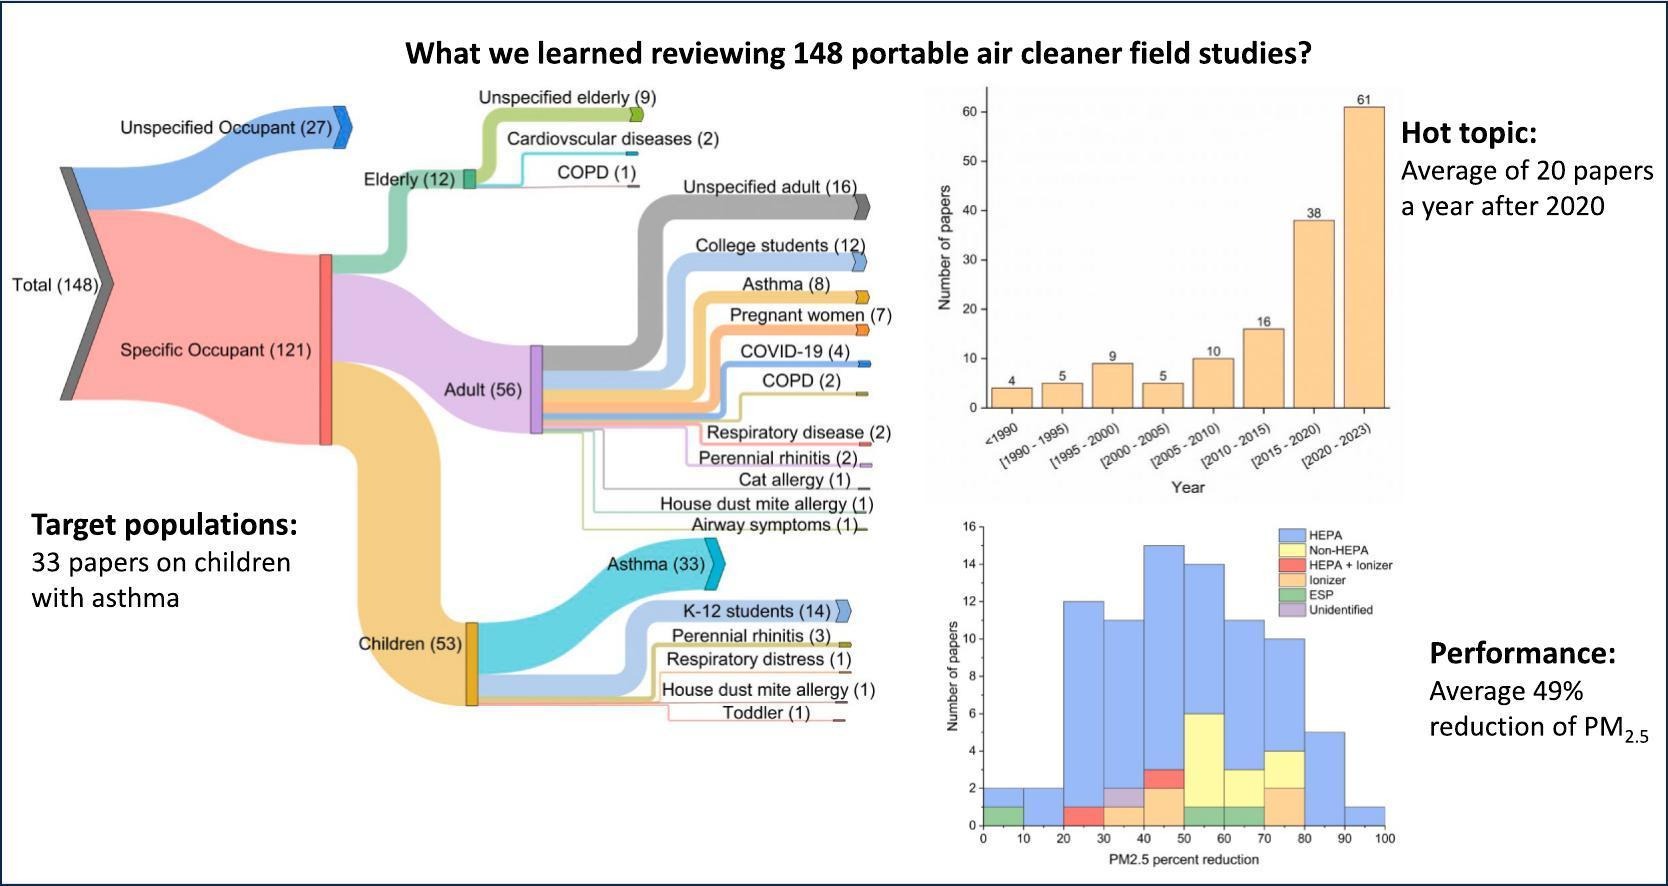 What we learned reviewing 148 portable air cleaner field studies?
Unspecified Occupant (27)
Total (148)
Specific Occupant (121)
Elderly (12)
Unspecified elderly (9)
Cardiovscular diseases (2)
COPD (1)
Adult (56)
Unspecified adult (16)
College students (12)
Asthma (8)
Pregnant women (7)
COVID-19 (4)
COPD (2)
Respiratory disease (2)
Perennial rhinitis (2)
Cat allergy (1)
House dust mite allergy (1)
Airway symptoms (1)
Children (53)
Asthma (33)
K-12 students (14)
Perennial rhinitis (3)
Respiratory distress (1)
House dust mite allergy (1)
Toddler (1)
Target populations:
33 papers on children
with asthma
Number of papers
60
50
40
30
20
10
0
4
5
9
5
10
16
38
61
<1990
[1990 - 1995)
[1995 - 2000)
[2000 - 2005)
[2005 - 2010)
[2010 - 2015)
[2015 - 2020)
[2020 - 2023)
Year
Hot topic:
Average of 20 papers
a year after 2020
Number of papers
16
14
12
10
8
6
4
2
0
0 10 20 30 40 50 60 70 80 90 100
PM2.5 percent reduction
HEPA
Non-HEPA
HEPA + Ionizer
Ionizer
ESP
Unidentified
Performance:
Average 49%
reduction of PM2.5